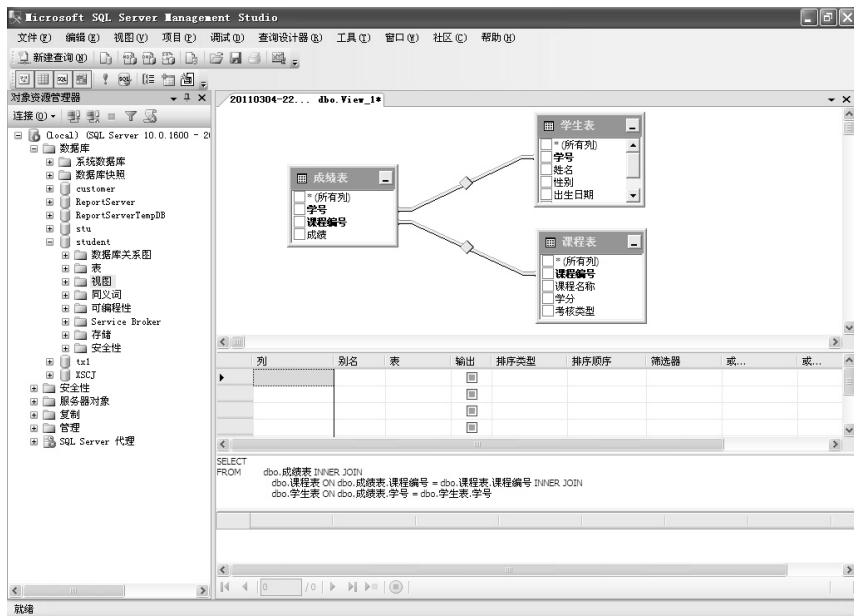 Microsoft SQL Server Management Studio
文件(F) 编辑(E) 视图(V) 项目(P) 调试(D) 查询设计器(R) 工具(T) 窗口(W) 社区(C) 帮助(H)
新建查询(N)
对象资源管理器
连接(O)
(local) (SQL Server 10.0.1600 - 20
数据库
系统数据库
数据库快照
customer
ReportServer
ReportServerTempDB
stu
student
数据库关系图
表
视图
同义词
可编程性
Service Broker
存储
安全性
tx1
XSCJ
安全性
服务器对象
复制
管理
SQL Server 代理
20110304-22... dbo.View_1*
成绩表
* (所有列)
学号
课程编号
成绩
学生表
* (所有列)
学号
姓名
性别
出生日期
课程表
* (所有列)
课程编号
课程名称
学分
考核类型
列 别名 表 输出 排序类型 排序顺序 筛选器 或... 或...
SELECT
FROM dbo.成绩表 INNER JOIN
dbo.课程表 ON dbo.成绩表.课程编号 = dbo.课程表.课程编号 INNER JOIN
dbo.学生表 ON dbo.成绩表.学号 = dbo.学生表.学号
0 / 0
就绪